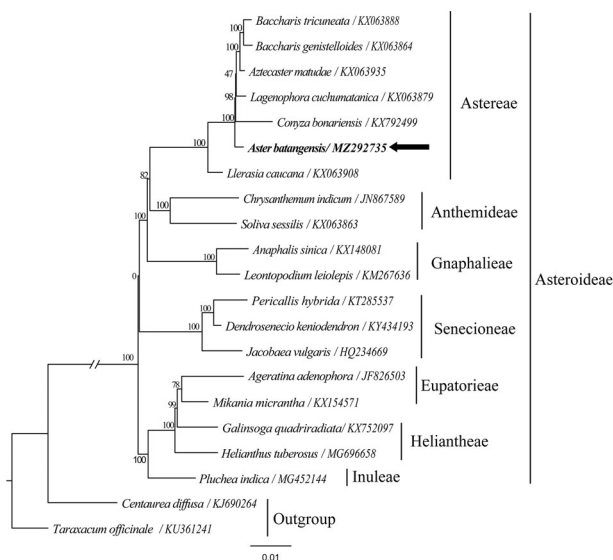 Baccharis tricuneata / KX063888
100
100
Baccharis genistelloides / KX063864
47
Aztecaster matudae / KX063935
98
Lagenophora cuchumatanica / KX063879
Astereae
100
Conyza bonariensis / KX792499
100
Aster batangensis/ MZ292735
Llerasia caucana / KX063908
82
Chrysanthemum indicum / JN867589
100
100
Soliva sessilis / KX063863
Anthemideae
Anaphalis sinica / KX148081
100
Leontopodium leiolepis / KM267636
Gnaphalieae
0
Asteroideae
Pericallis hybrida / KT285537
100
100
Dendrosenecio keniodendron / KY434193
Senecioneae
100
Jacobaea vulgaris / HQ234669
78
Ageratina adenophora / JF826503
99
Mikania micrantha / KX154571
Eupatorieae
100
Galinsoga quadriradiata/ KX752097
Heliantheae
100
Helianthus tuberosus / MG696658
Pluchea indica / MG452144
Inuleae
Centaurea diffusa / KJ690264
Outgroup
Taraxacum officinale / KU361241
0.01